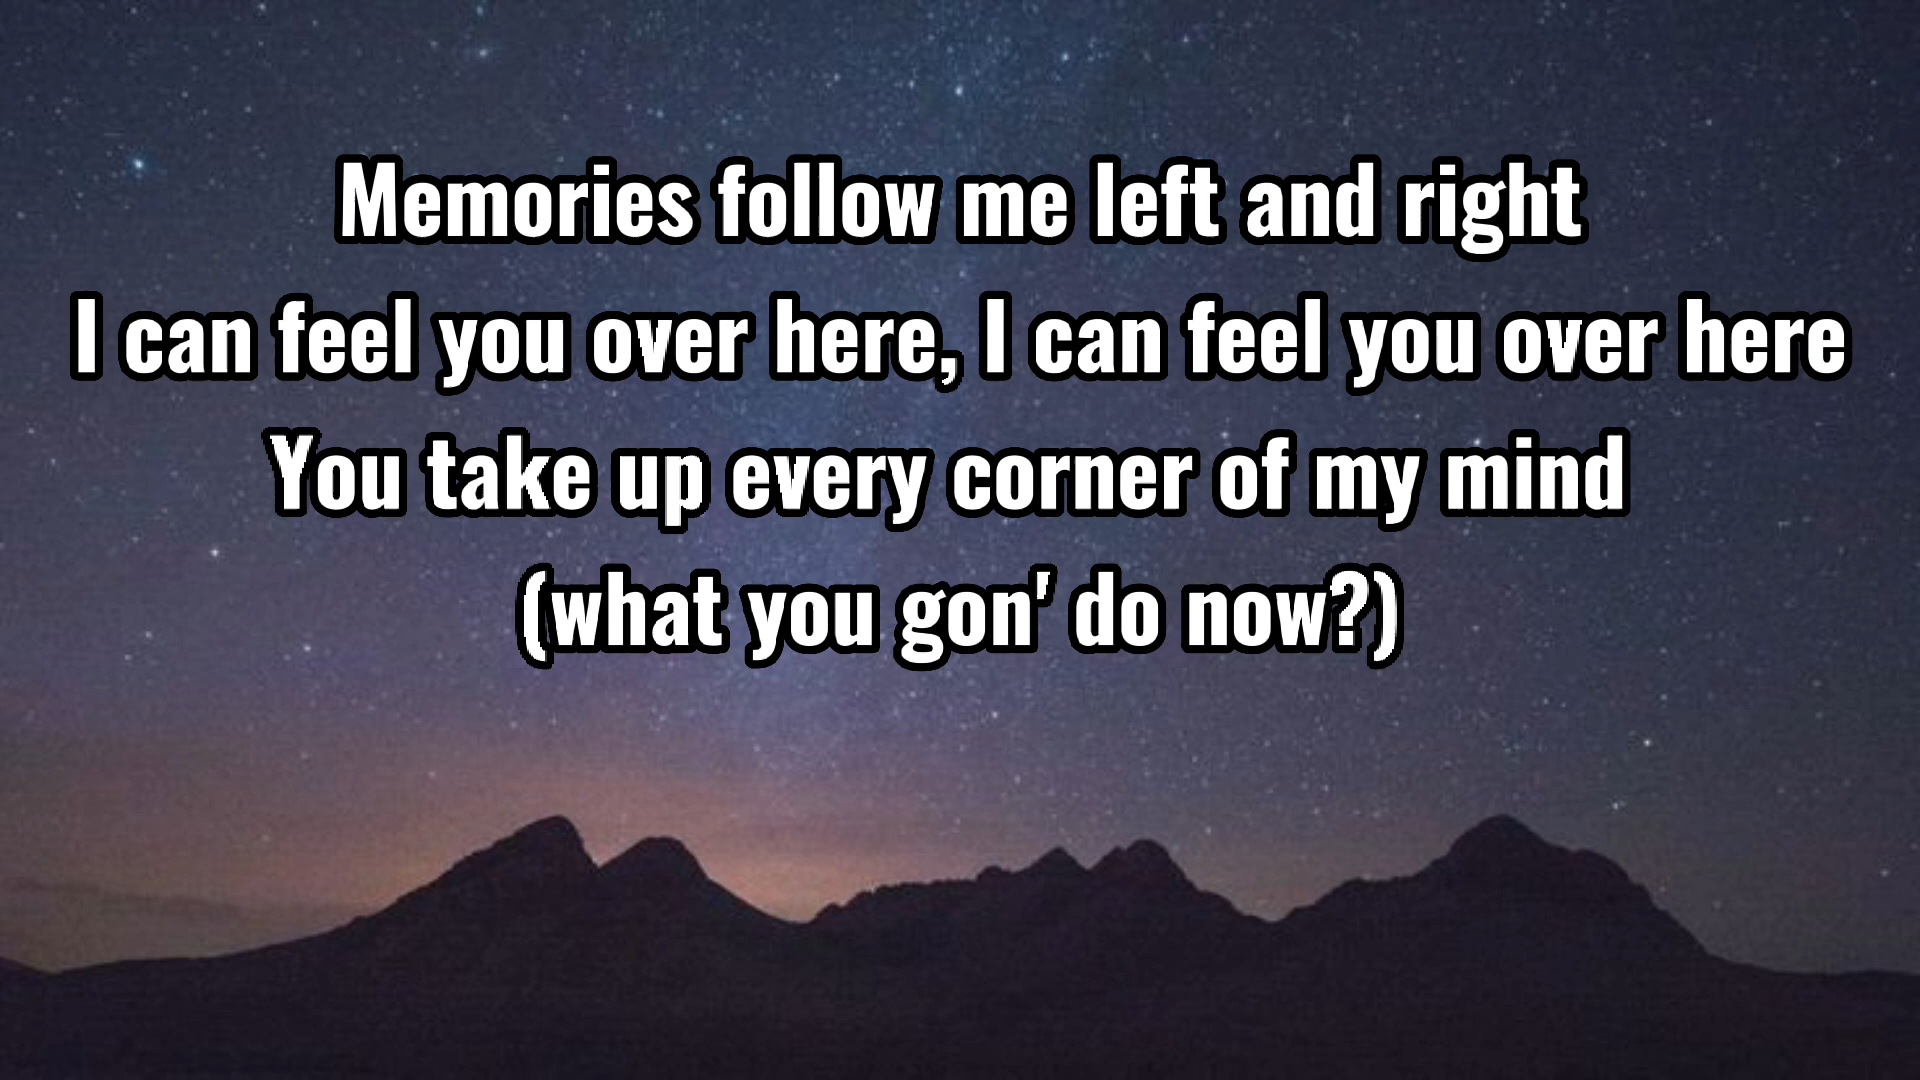 Memories follow me left and right
I can feel you over here, I can feel you over here
You take up every corner of my mind
(what you gon' do now?)